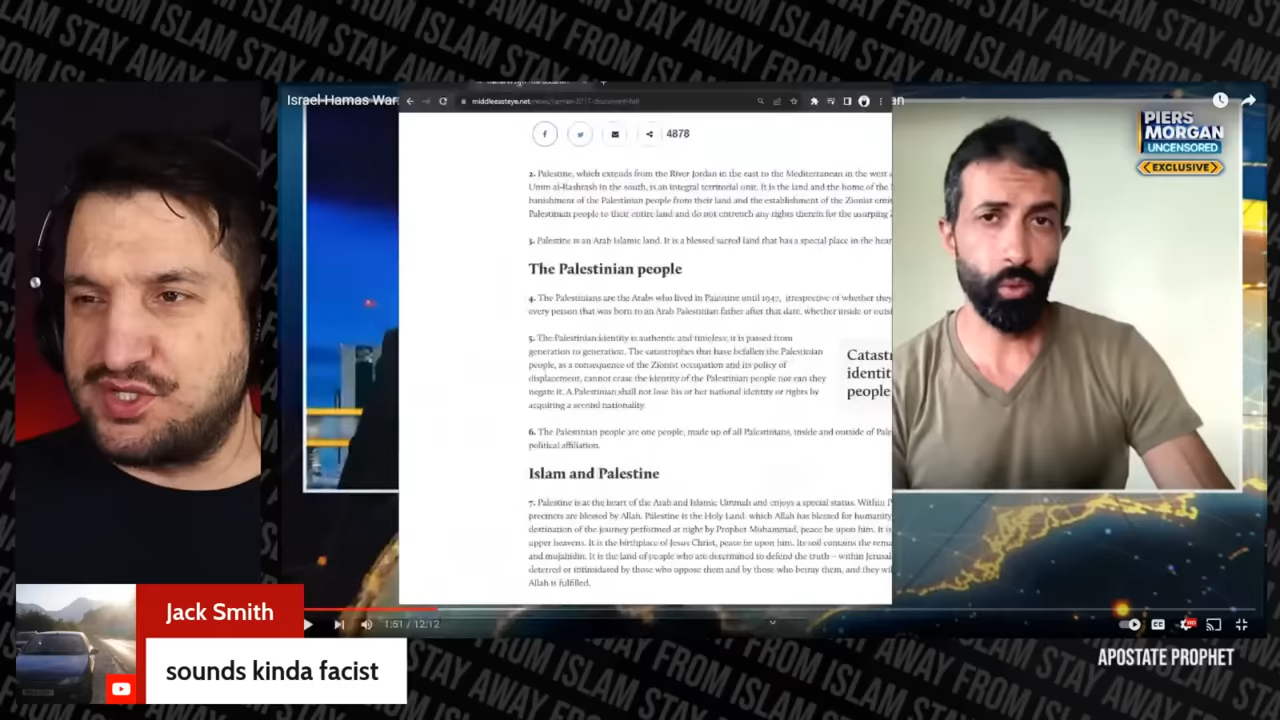 STAY AWAY FROM ISLAM
Israel-Hamas War
an
middleeasteye.net/news/hamas-2017-document-full
PIERS
MORGAN
UNCENSORED
EXCLUSIVE
4878
2. Palestine, which extends from the River Jordan in the east to the Mediterranean in the west
Umm al-Rashrash in the south, is an integral territorial unit. It is the land and the home of the
banishment of the Palestinian people from their land and the establishment of the Zionist
Palestinian people to their entire land and do not entrench any rights therein for the usurping
3. Palestine is an Arab Islamic land. It is a blessed sacred land that has a special place in the
The Palestinian people
4. The Palestinians are the Arabs who lived in Palestine until 1947, irrespective of whether they
every person that was born to an Arab Palestinian father after that date, whether inside or
5. The Palestinian identity is authentic and timeless; it is passed from
generation to generation. The catastrophes that have befallen the Palestinian
people, as a consequence of the Zionist occupation and its policy of
displacement, cannot erase the identity of the Palestinian people nor can they
negate it. A Palestinian shall not lose his or her national identity or rights by
acquiring a second nationality.
Catast
identit
people
6. The Palestinian people are one people, made up of all Palestinians, inside and outside of
political affiliation.
Islam and Palestine
7. Palestine is at the heart of the Arab and Islamic Ummah and enjoys a special status. Within
precincts are blessed by Allah. Palestine is the Holy Land, which Allah has blessed for humanity.
destination of the journey performed at night by Prophet Muhammad, peace be upon him. It is
upper heavens. It is the birthplace of Jesus Christ, peace be upon him. Its soil contains the
and mujahidin. It is the land of people who are determined to defend the truth – within
deterred or intimidated by those who oppose them and by those who betray them, and they
Allah is fulfilled.
1:51 / 12:12
CC
HD
Jack Smith
sounds kinda facist
APOSTATE PROPHET